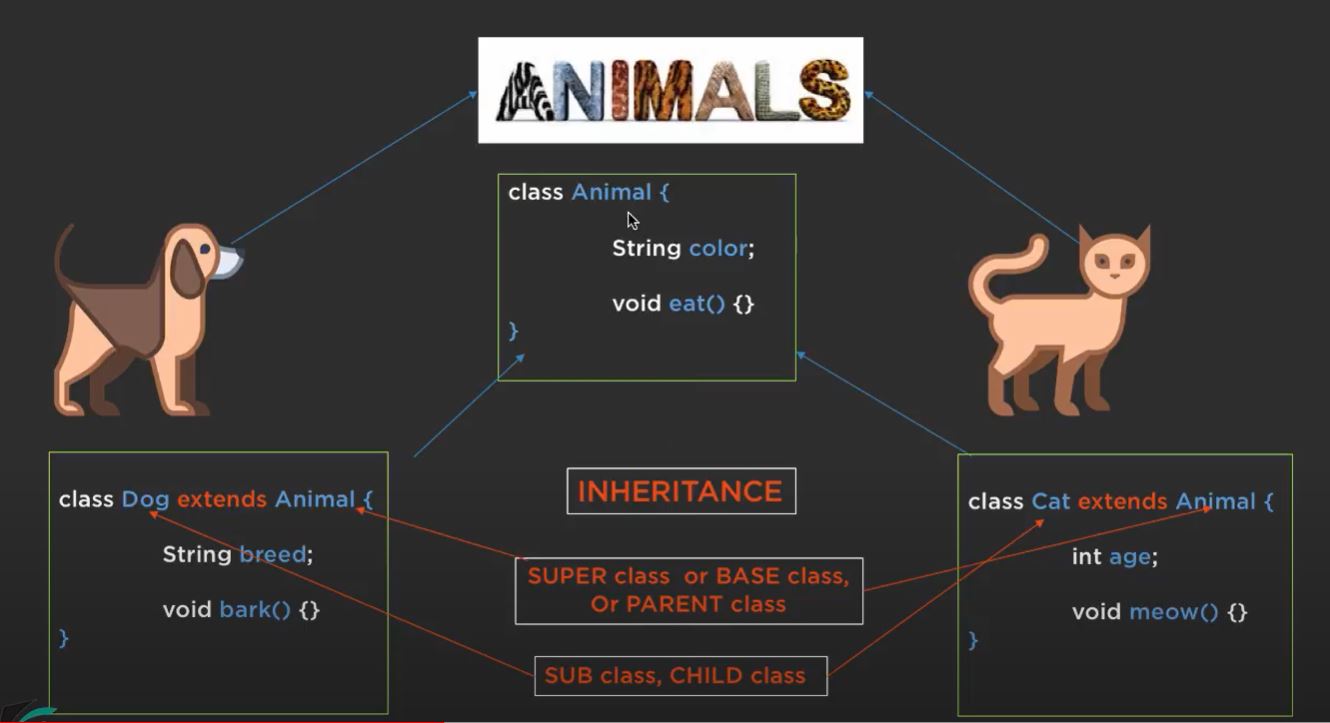 ANIMALS
class Animal {
String color;
void eat() {}
}
class Dog extends Animal {
String breed;
void bark() {}
}
INHERITANCE
SUPER class or BASE class,
Or PARENT class
SUB class, CHILD class
class Cat extends Animal {
int age;
void meow() {}
}